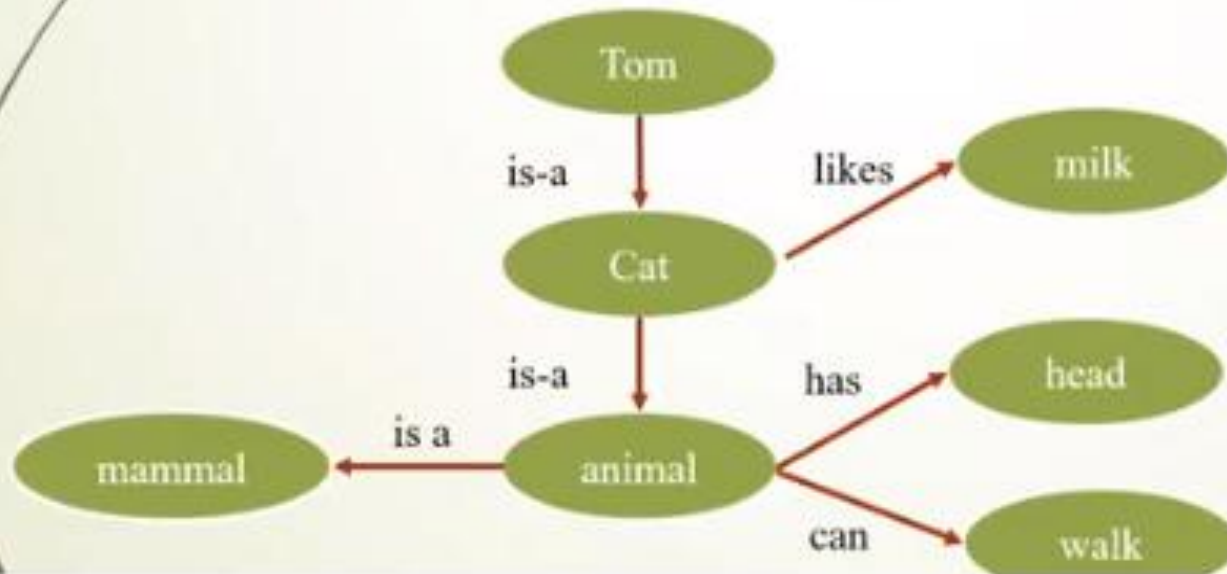 Tom
is-a
likes
milk
Cat
is-a
has
head
is a
mammal
animal
can
walk